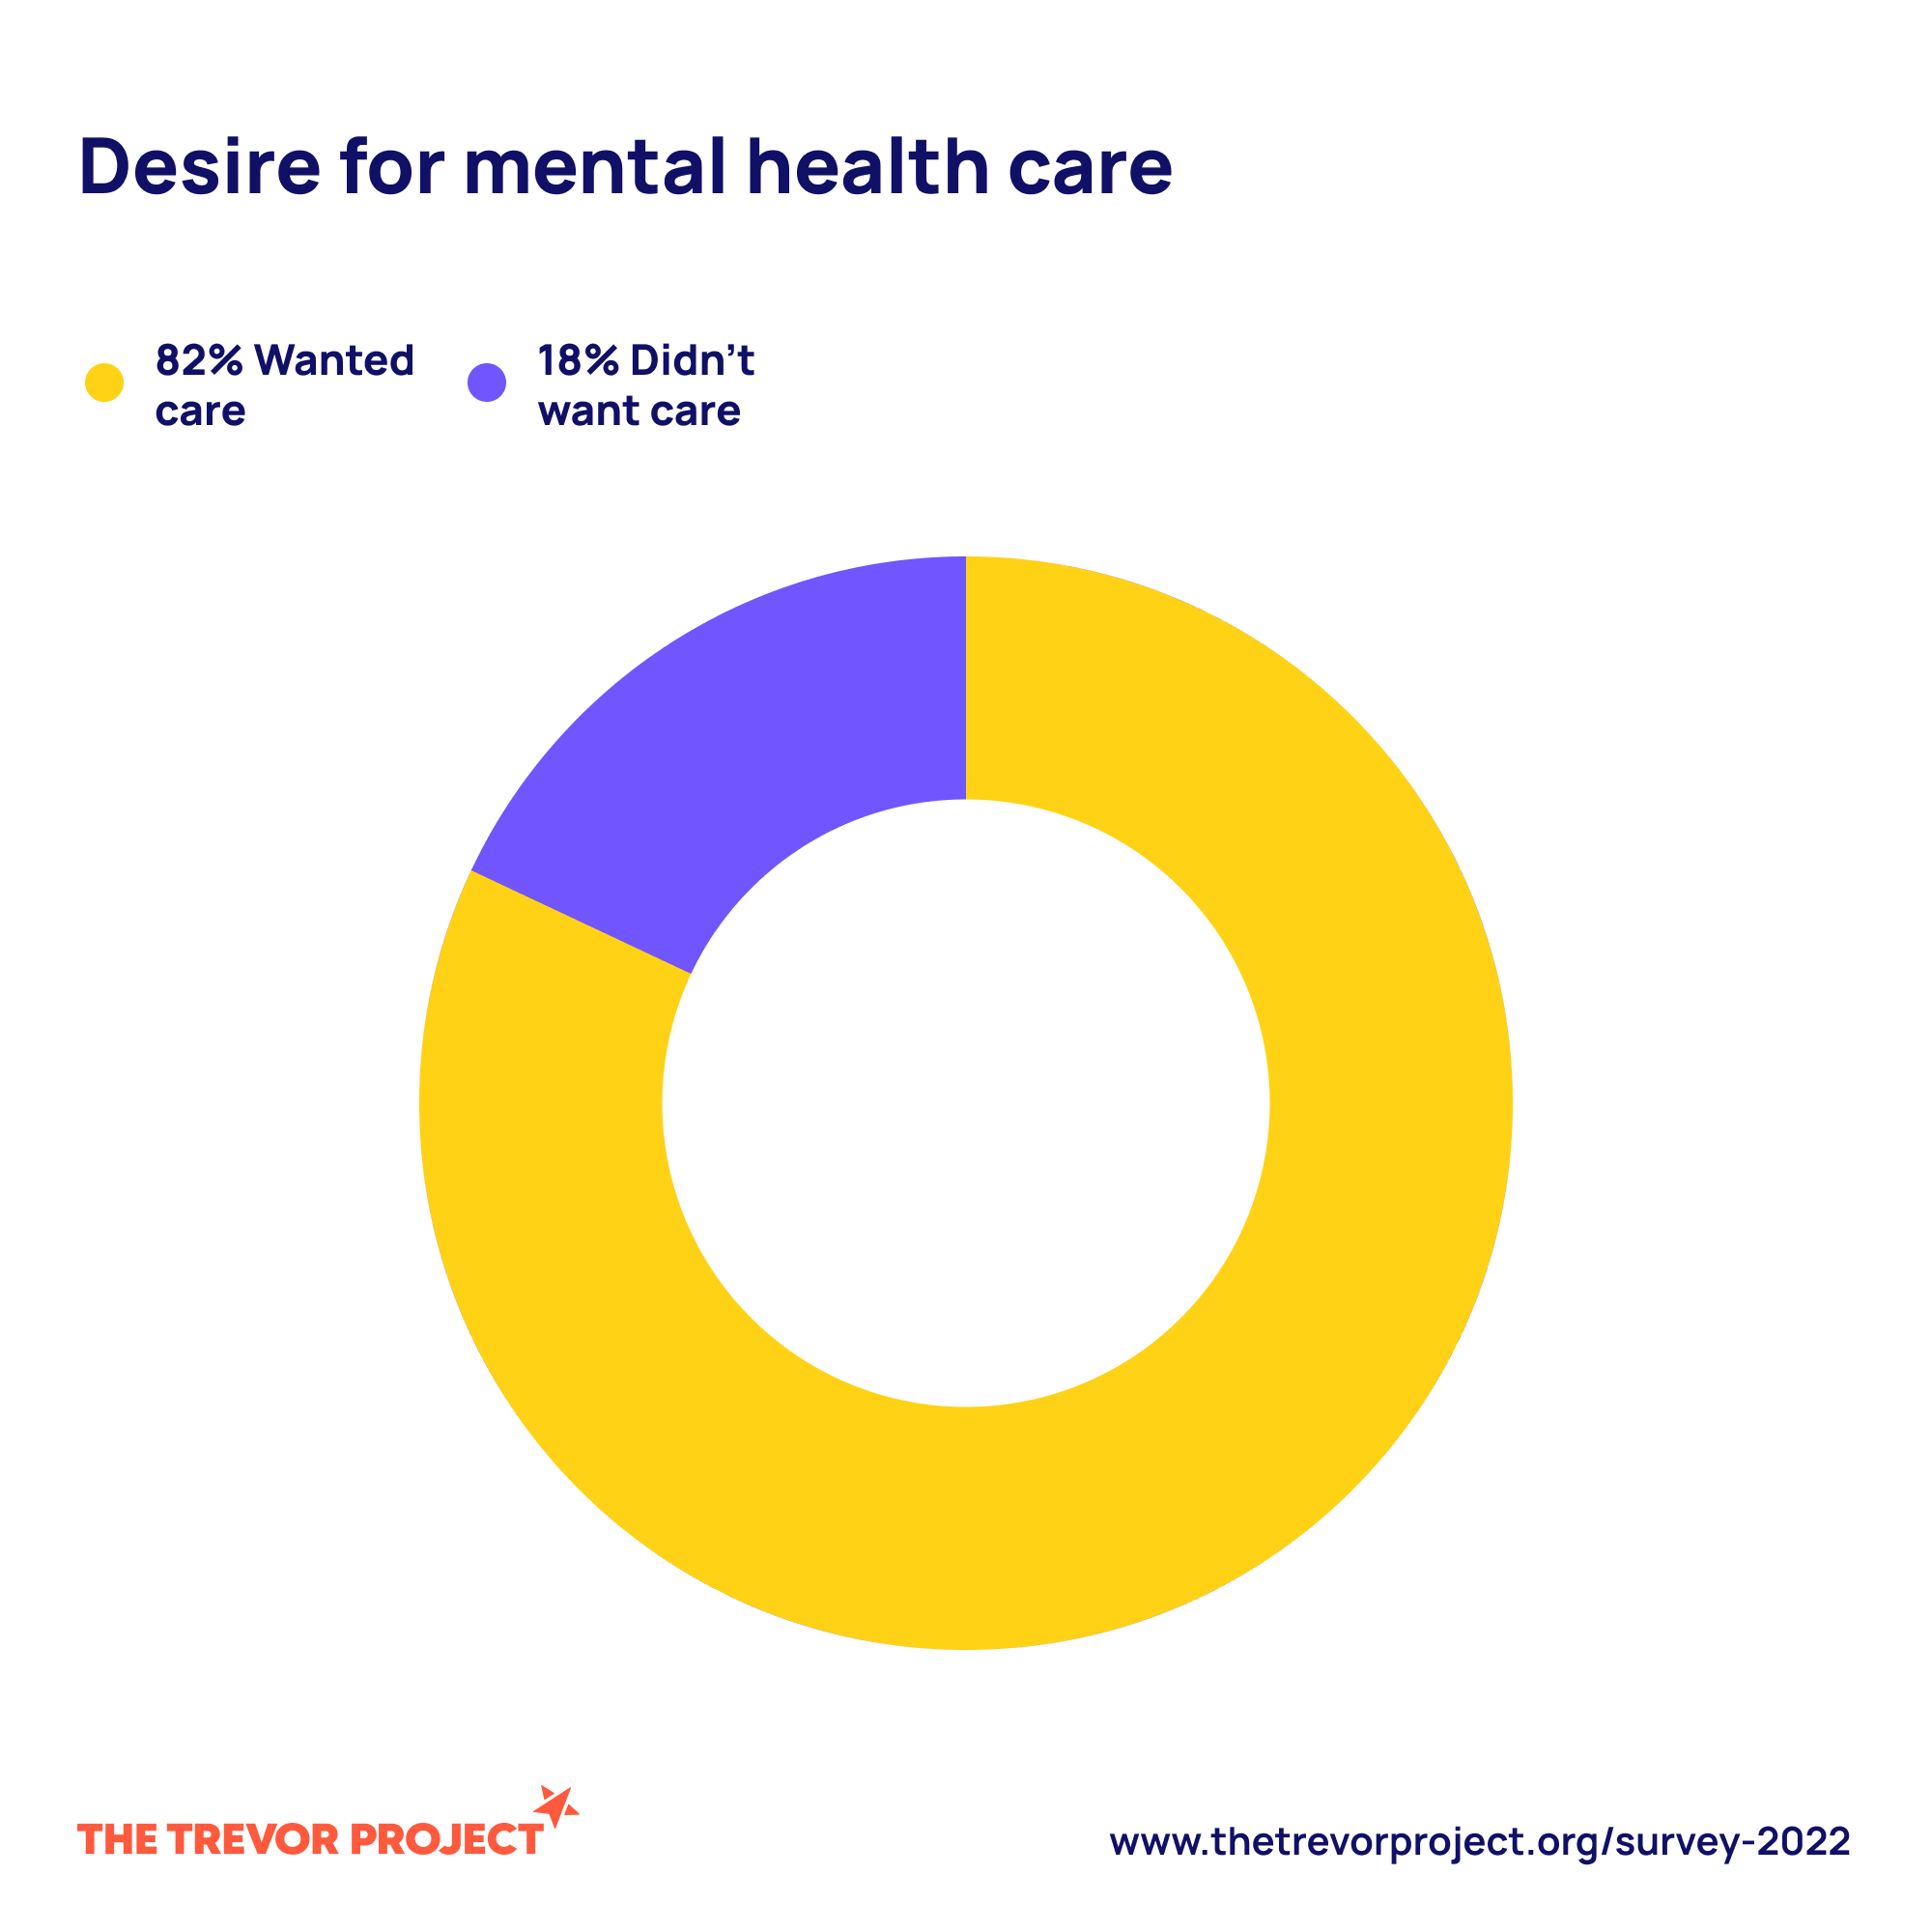 Desire for mental health care
82% Wanted
care
18% Didn’t
want care
THE TREVOR PROJECT
www.thetrevorproject.org/survey-2022